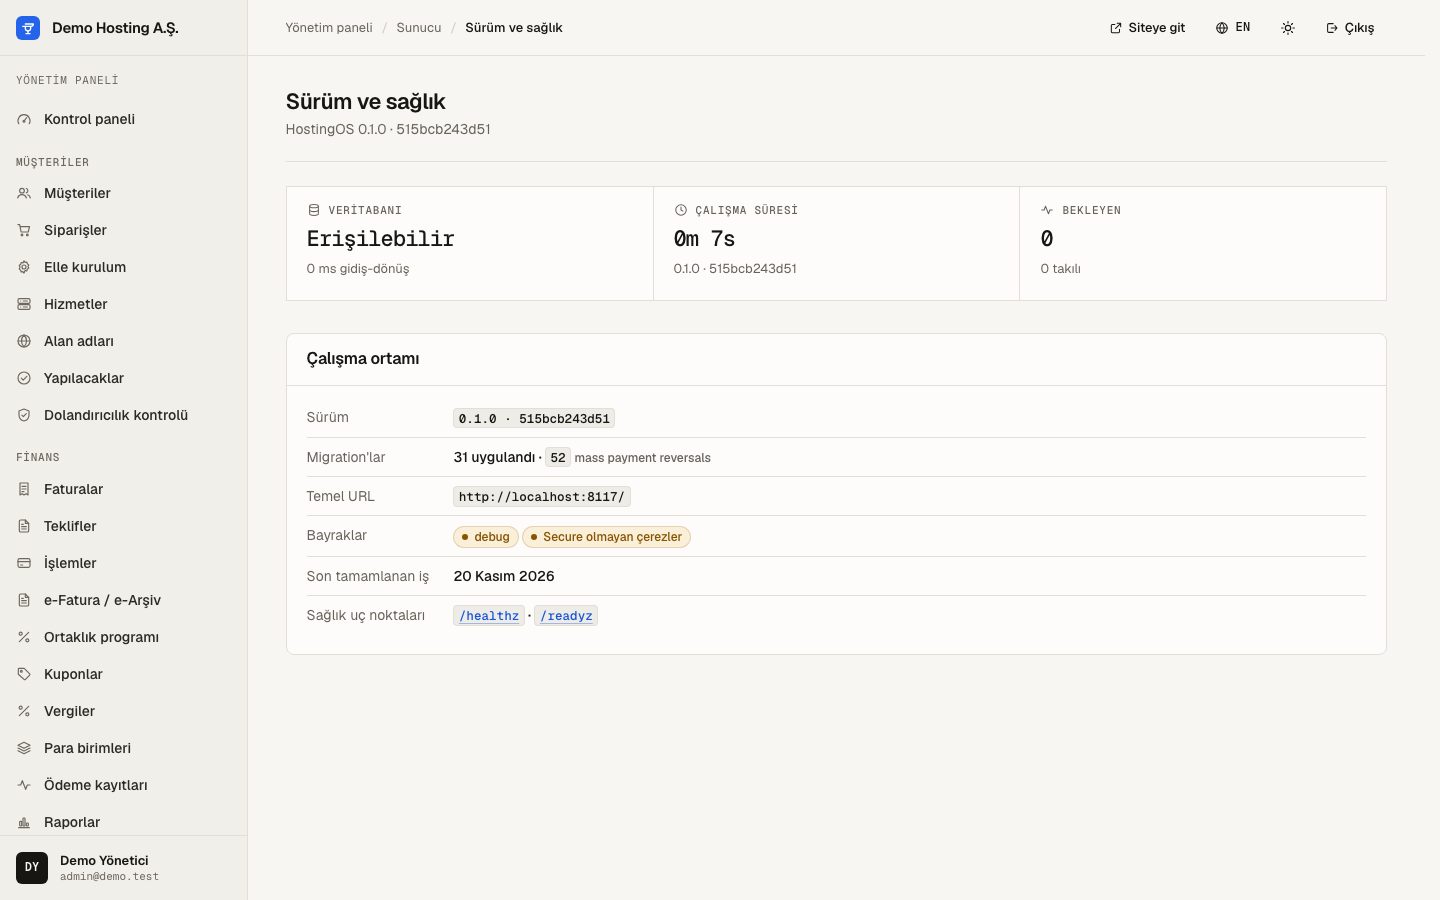 Demo Hosting A.Ş.
Yönetim paneli / Sunucu / Sürüm ve sağlık
Siteye git
EN
Çıkış
YÖNETİM PANELİ
Kontrol paneli
MÜŞTERİLER
Müşteriler
Siparişler
Elle kurulum
Hizmetler
Alan adları
Yapılacaklar
Dolandırıcılık kontrolü
FİNANS
Faturalar
Teklifler
İşlemler
e-Fatura / e-Arşiv
Ortaklık programı
Kuponlar
Vergiler
Para birimleri
Ödeme kayıtları
Raporlar
DY
Demo Yönetici
admin@demo.test
Sürüm ve sağlık
HostingOS 0.1.0 · 515bcb243d51
VERİTABANI
Erişilebilir
0 ms gidiş-dönüş
ÇALIŞMA SÜRESİ
0m 7s
0.1.0 · 515bcb243d51
BEKLEYEN
0
0 takılı
Çalışma ortamı
Sürüm 0.1.0 · 515bcb243d51
Migration'lar 31 uygulandı · 52 mass payment reversals
Temel URL http://localhost:8117/
Bayraklar debug Secure olmayan çerezler
Son tamamlanan iş 20 Kasım 2026
Sağlık uç noktaları /healthz · /readyz